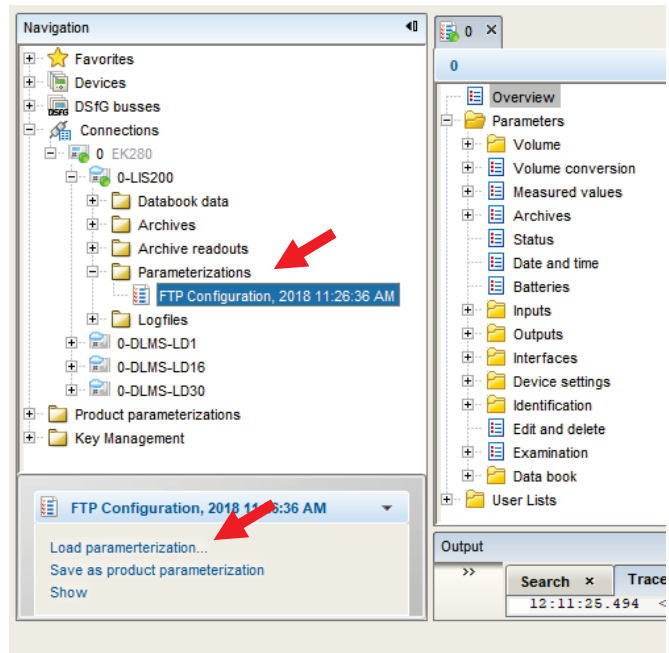 Navigation
Favorites
Devices
DSfG busses
Connections
0 EK280
0-LIS200
Databook data
Archives
Archive readouts
Parameterizations
FTP Configuration, 2018 11:26:36 AM
Logfiles
0-DLMS-LD1
0-DLMS-LD16
0-DLMS-LD30
Product parameterizations
Key Management
FTP Configuration, 2018 11:26:36 AM
Load paramerterization...
Save as product parameterization
Show
0 ×
0
Overview
Parameters
Volume
Volume conversion
Measured values
Archives
Status
Date and time
Batteries
Inputs
Outputs
Interfaces
Device settings
Identification
Edit and delete
Examination
Data book
User Lists
Output
>>
Search × Trace
12:11:25.494 <